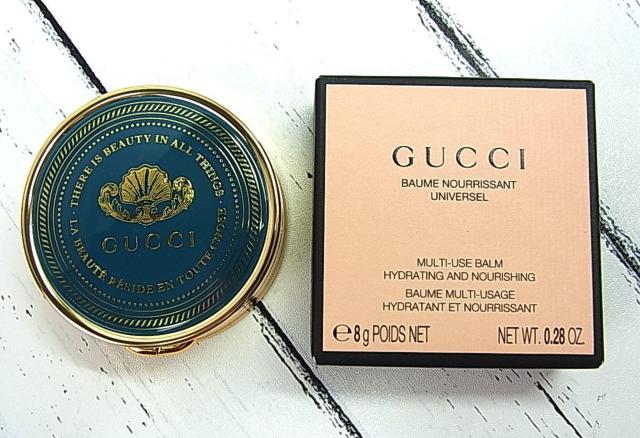 · THERE IS BEAUTY IN ALL THINGS ·
GUCCI
LA BEAUTÉ RÉSIDE EN TOUTE CHOSE
GUCCI
BAUME NOURRISSANT
UNIVERSEL
MULTI-USE BALM
HYDRATING AND NOURISHING
BAUME MULTI-USAGE
HYDRATANT ET NOURRISSANT
℮8g POIDS NET NET WT. 0.28 OZ.